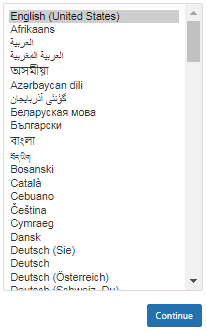 English (United States)
Afrikaans
العربية
العربية المغربية
অসমীয়া
Azərbaycan dili
گؤنئی آذربایجان
Беларуская мова
Български
বাংলা
བོད་ཡིག
Bosanski
Català
Cebuano
Čeština
Cymraeg
Dansk
Deutsch (Sie)
Deutsch
Deutsch (Österreich)
Deutsch (Schweiz, Du)
Continue